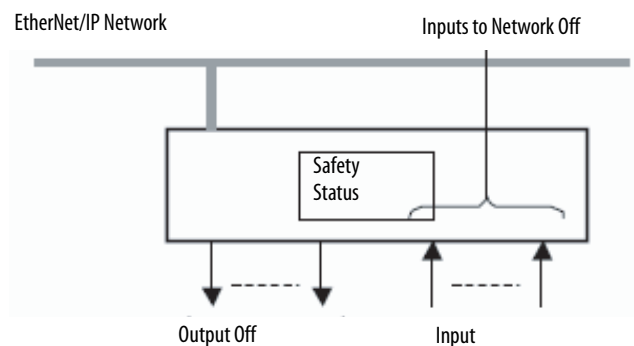 EtherNet/IP Network
Inputs to Network Off
Safety
Status
Output Off
Input